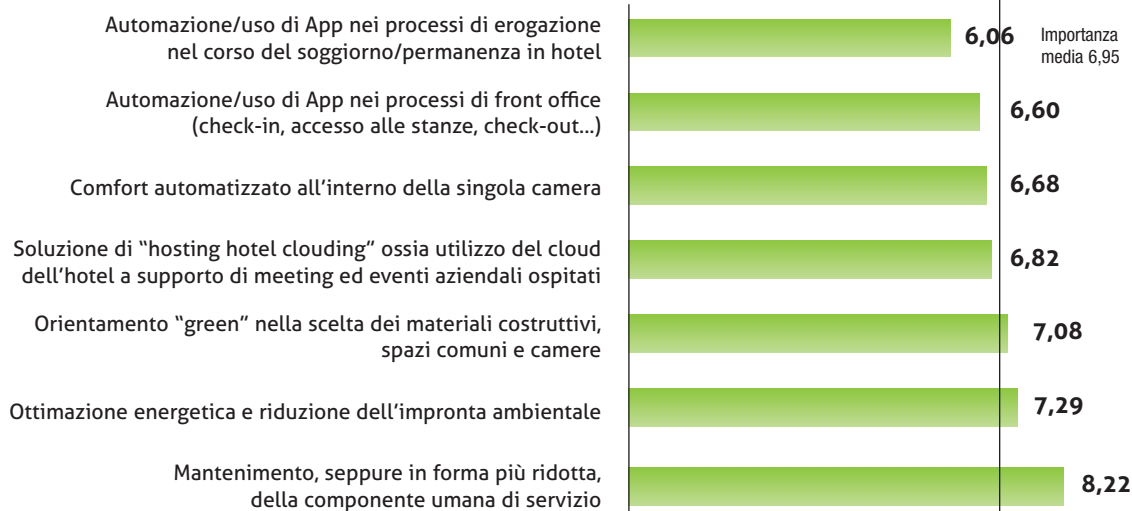 Automazione/uso di App nei processi di erogazione
nel corso del soggiorno/permanenza in hotel
6,06
Importanza
media 6,95
Automazione/uso di App nei processi di front office
(check-in, accesso alle stanze, check-out...)
6,60
Comfort automatizzato all'interno della singola camera
6,68
Soluzione di "hosting hotel clouding" ossia utilizzo del cloud
dell'hotel a supporto di meeting ed eventi aziendali ospitati
6,82
Orientamento "green" nella scelta dei materiali costruttivi,
spazi comuni e camere
7,08
Ottimazione energetica e riduzione dell'impronta ambientale
7,29
Mantenimento, seppure in forma più ridotta,
della componente umana di servizio
8,22